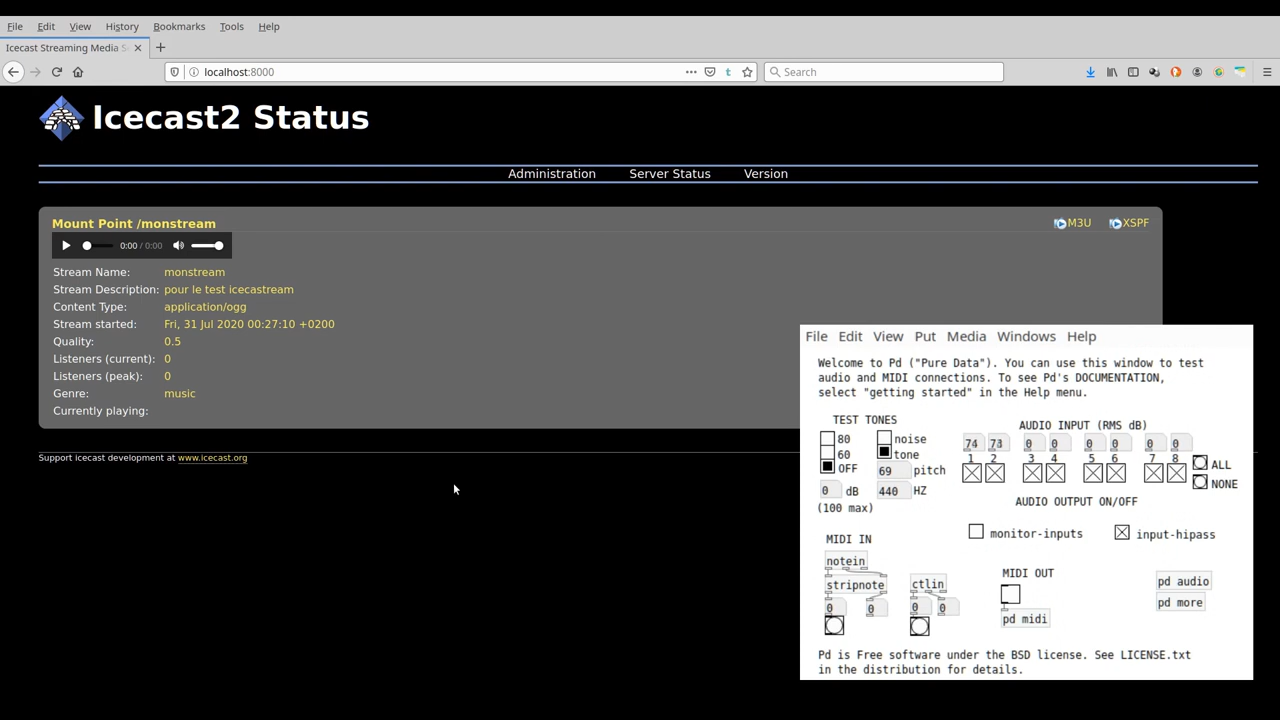 File Edit View History Bookmarks Tools Help
Icecast Streaming Media S
localhost:8000
Search
Icecast2 Status
Administration Server Status Version
Mount Point /monstream
M3U XSPF
0:00 / 0:00
Stream Name: monstream
Stream Description: pour le test icecastream
Content Type: application/ogg
Stream started: Fri, 31 Jul 2020 00:27:10 +0200
Quality: 0.5
Listeners (current): 0
Listeners (peak): 0
Genre: music
Currently playing:
Support icecast development at www.icecast.org
File Edit View Put Media Windows Help
Welcome to Pd ("Pure Data"). You can use this window to test
audio and MIDI connections. To see Pd's DOCUMENTATION,
select "getting started" in the Help menu.
TEST TONES
80
60
OFF
noise
tone
69 pitch
0 dB
440 HZ
(100 max)
AUDIO INPUT (RMS dB)
74 73 0 0 0 0 0 0
1 2 3 4 5 6 7 8
ALL
NONE
AUDIO OUTPUT ON/OFF
monitor-inputs
input-hipass
MIDI IN
notein
stripnote
0 0
ctlin
0 0
MIDI OUT
pd midi
pd audio
pd more
Pd is Free software under the BSD license. See LICENSE.txt
in the distribution for details.